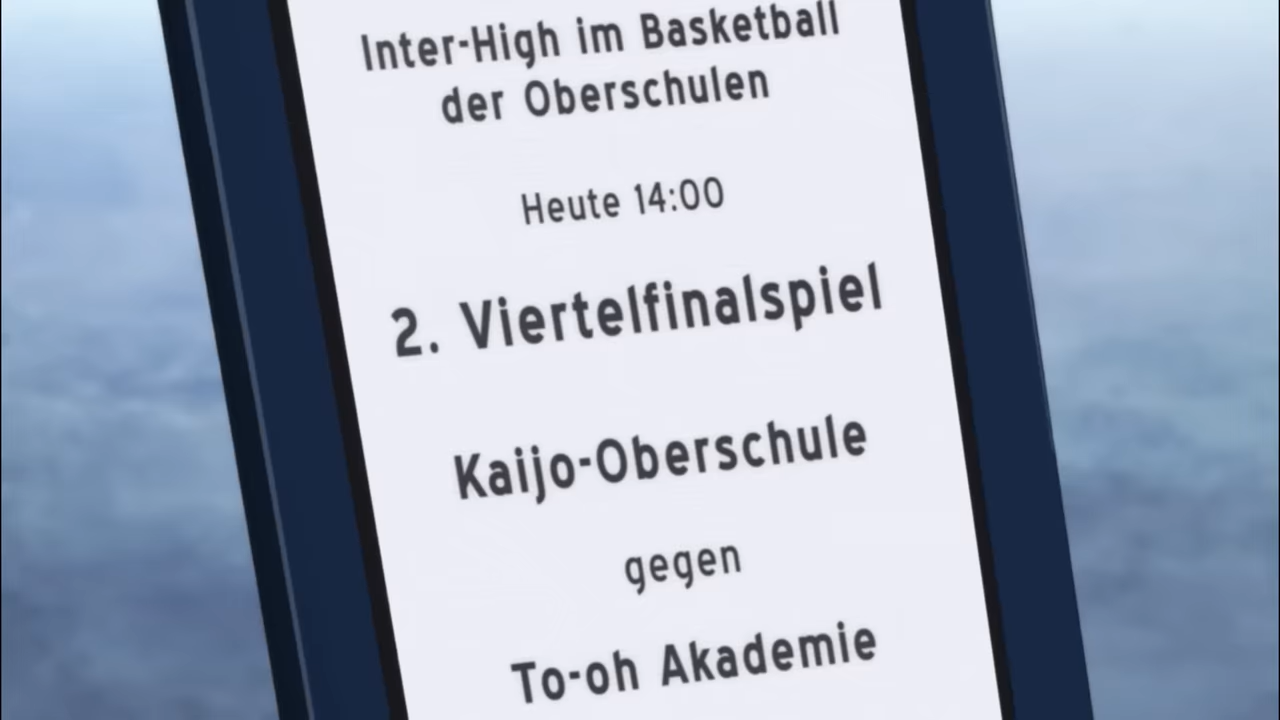 Inter-High im Basketball
der Oberschulen
Heute 14:00
2. Viertelfinalspiel
Kaijo-Oberschule
gegen
To-oh Akademie